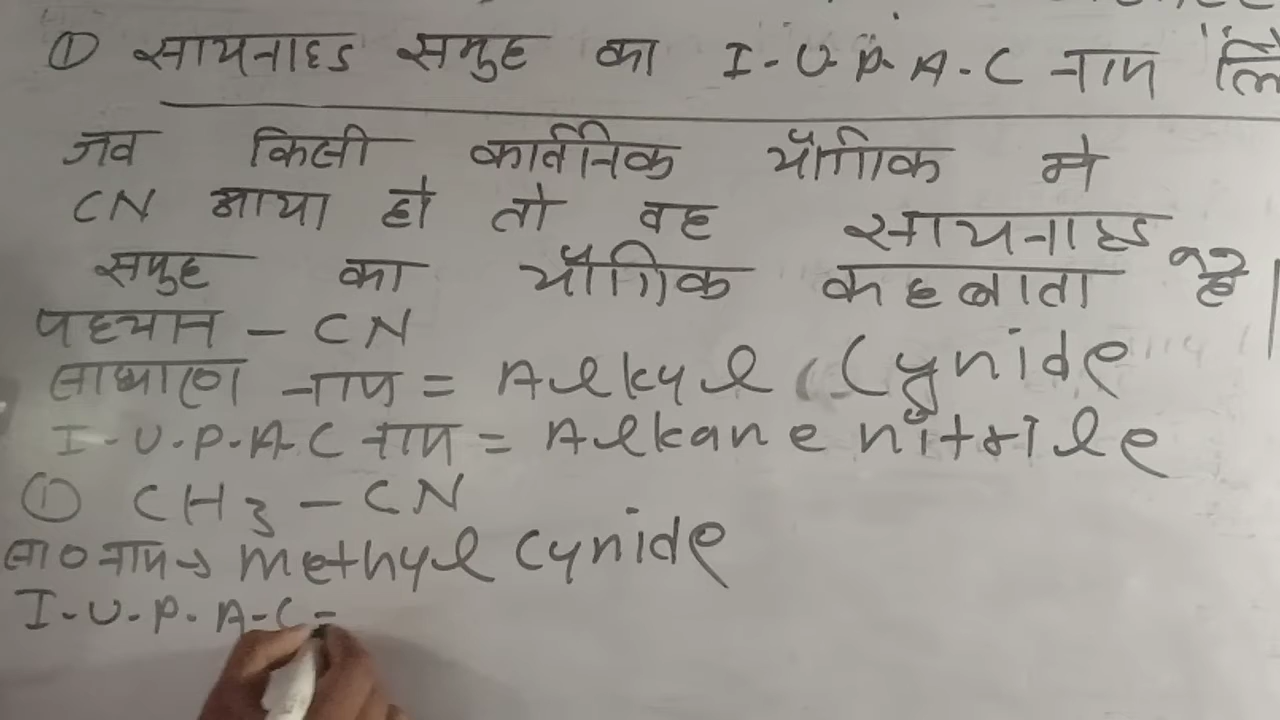 ① सायनाइड समुह का I-U.P.A-C नाम लि
जब किसी कार्बनिक यौगिक मे
CN आया हो तो वह सायनाइड
समुह का यौगिक कहलाता है।
पहचान - CN
साधारण नाम = Alkyl Cynide
I-U.P.A-C नाम = Alkane nitrile
① CH3-CN
सा० नाम→ methyl Cynide
I-U-P-A-C=